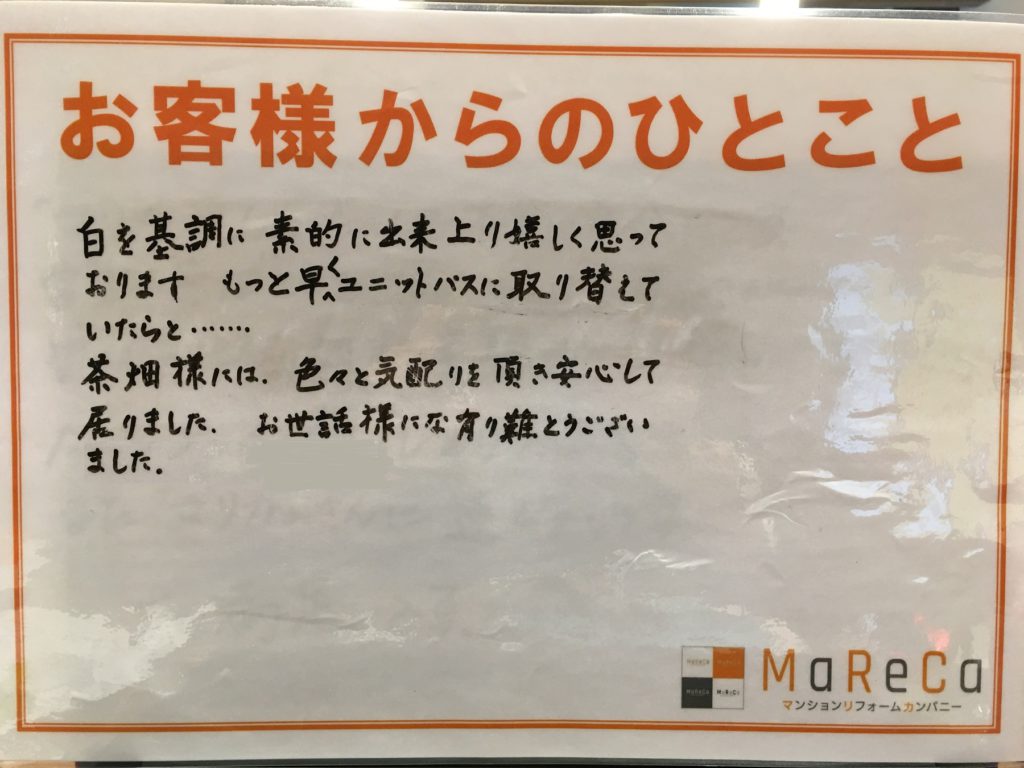 お客様からのひとこと
白を基調に 素的に出来上り嬉しく思って
おります もっと早くユニットバスに取り替えて
いたらと‥‥‥
茶畑様には、色々と気配りを頂き安心して
居りました、お世話様にな有り難とうござい
ました。
MaReCa
マンションリフォームカンパニー